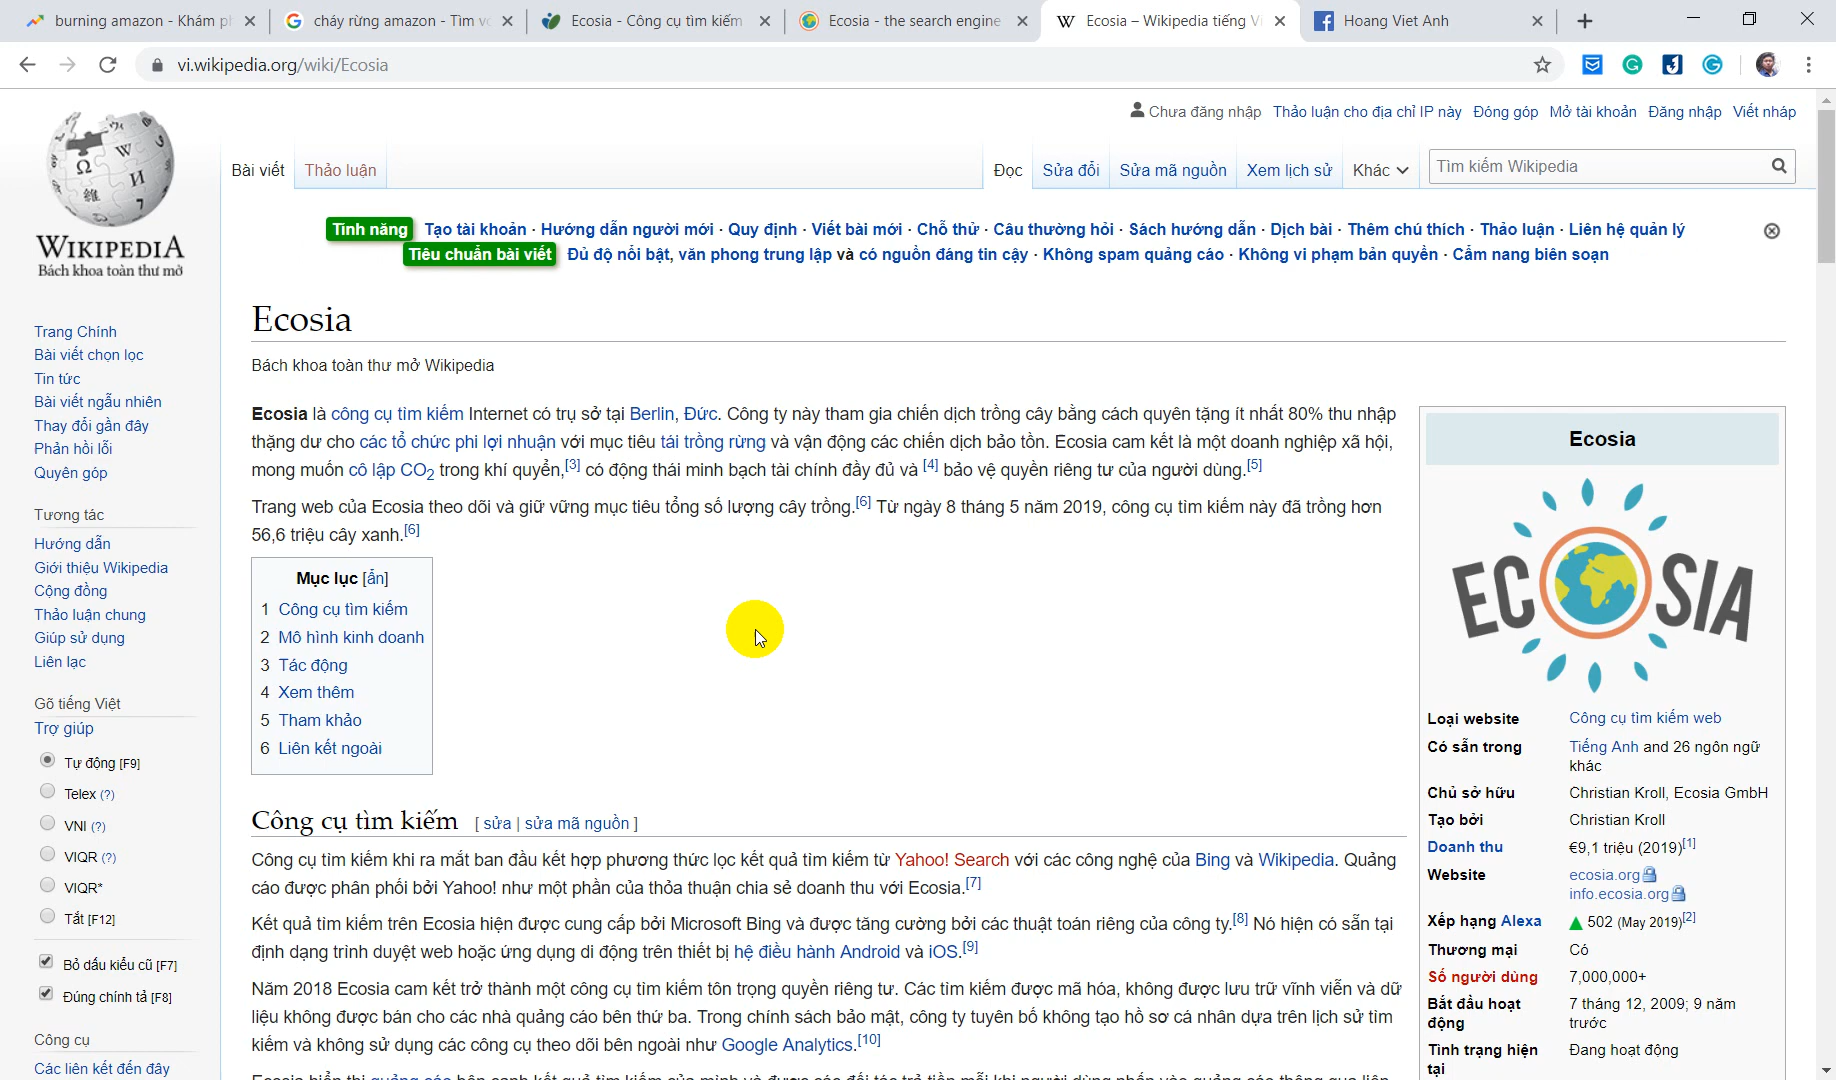 burning amazon - Khám ph
cháy rừng amazon - Tìm v
Ecosia - Công cụ tìm kiếm
Ecosia - the search engine
Ecosia – Wikipedia tiếng Vi
Hoang Viet Anh
vi.wikipedia.org/wiki/Ecosia
Chưa đăng nhập Thảo luận cho địa chỉ IP này Đóng góp Mở tài khoản Đăng nhập Viết nháp
Bài viết Thảo luận Đọc Sửa đổi Sửa mã nguồn Xem lịch sử Khác Tìm kiếm Wikipedia
WIKIPEDIA
Bách khoa toàn thư mở
Tính năng Tạo tài khoản · Hướng dẫn người mới · Quy định · Viết bài mới · Chỗ thử · Câu thường hỏi · Sách hướng dẫn · Dịch bài · Thêm chú thích · Thảo luận · Liên hệ quản lý
Tiêu chuẩn bài viết Đủ độ nổi bật, văn phong trung lập và có nguồn đáng tin cậy · Không spam quảng cáo · Không vi phạm bản quyền · Cẩm nang biên soạn
Trang Chính
Bài viết chọn lọc
Tin tức
Bài viết ngẫu nhiên
Thay đổi gần đây
Phản hồi lỗi
Quyên góp
Tương tác
Hướng dẫn
Giới thiệu Wikipedia
Cộng đồng
Thảo luận chung
Giúp sử dụng
Liên lạc
Gõ tiếng Việt
Trợ giúp
Tự động [F9]
Telex (?)
VNI (?)
VIQR (?)
VIQR*
Tắt [F12]
Bỏ dấu kiểu cũ [F7]
Đúng chính tả [F8]
Công cụ
Các liên kết đến đây
Ecosia
Bách khoa toàn thư mở Wikipedia
Ecosia là công cụ tìm kiếm Internet có trụ sở tại Berlin, Đức. Công ty này tham gia chiến dịch trồng cây bằng cách quyên tặng ít nhất 80% thu nhập
thặng dư cho các tổ chức phi lợi nhuận với mục tiêu tái trồng rừng và vận động các chiến dịch bảo tồn. Ecosia cam kết là một doanh nghiệp xã hội,
mong muốn cô lập CO2 trong khí quyển,[3] có động thái minh bạch tài chính đầy đủ và [4] bảo vệ quyền riêng tư của người dùng.[5]
Trang web của Ecosia theo dõi và giữ vững mục tiêu tổng số lượng cây trồng.[6] Từ ngày 8 tháng 5 năm 2019, công cụ tìm kiếm này đã trồng hơn
56,6 triệu cây xanh.[6]
Mục lục [ẩn]
1 Công cụ tìm kiếm
2 Mô hình kinh doanh
3 Tác động
4 Xem thêm
5 Tham khảo
6 Liên kết ngoài
Công cụ tìm kiếm [ sửa | sửa mã nguồn ]
Công cụ tìm kiếm khi ra mắt ban đầu kết hợp phương thức lọc kết quả tìm kiếm từ Yahoo! Search với các công nghệ của Bing và Wikipedia. Quảng
cáo được phân phối bởi Yahoo! như một phần của thỏa thuận chia sẻ doanh thu với Ecosia.[7]
Kết quả tìm kiếm trên Ecosia hiện được cung cấp bởi Microsoft Bing và được tăng cường bởi các thuật toán riêng của công ty.[8] Nó hiện có sẵn tại
định dạng trình duyệt web hoặc ứng dụng di động trên thiết bị hệ điều hành Android và iOS.[9]
Năm 2018 Ecosia cam kết trở thành một công cụ tìm kiếm tôn trọng quyền riêng tư. Các tìm kiếm được mã hóa, không được lưu trữ vĩnh viễn và dữ
liệu không được bán cho các nhà quảng cáo bên thứ ba. Trong chính sách bảo mật, công ty tuyên bố không tạo hồ sơ cá nhân dựa trên lịch sử tìm
kiếm và không sử dụng các công cụ theo dõi bên ngoài như Google Analytics.[10]
Ecosia
ECOSIA
Loại website Công cụ tìm kiếm web
Có sẵn trong Tiếng Anh and 26 ngôn ngữ
khác
Chủ sở hữu Christian Kroll, Ecosia GmbH
Tạo bởi Christian Kroll
Doanh thu €9,1 triệu (2019)[1]
Website ecosia.org
info.ecosia.org
Xếp hạng Alexa ▲ 502 (May 2019)[2]
Thương mại Có
Số người dùng 7,000,000+
Bắt đầu hoạt động 7 tháng 12, 2009; 9 năm trước
Tình trạng hiện tại Đang hoạt động